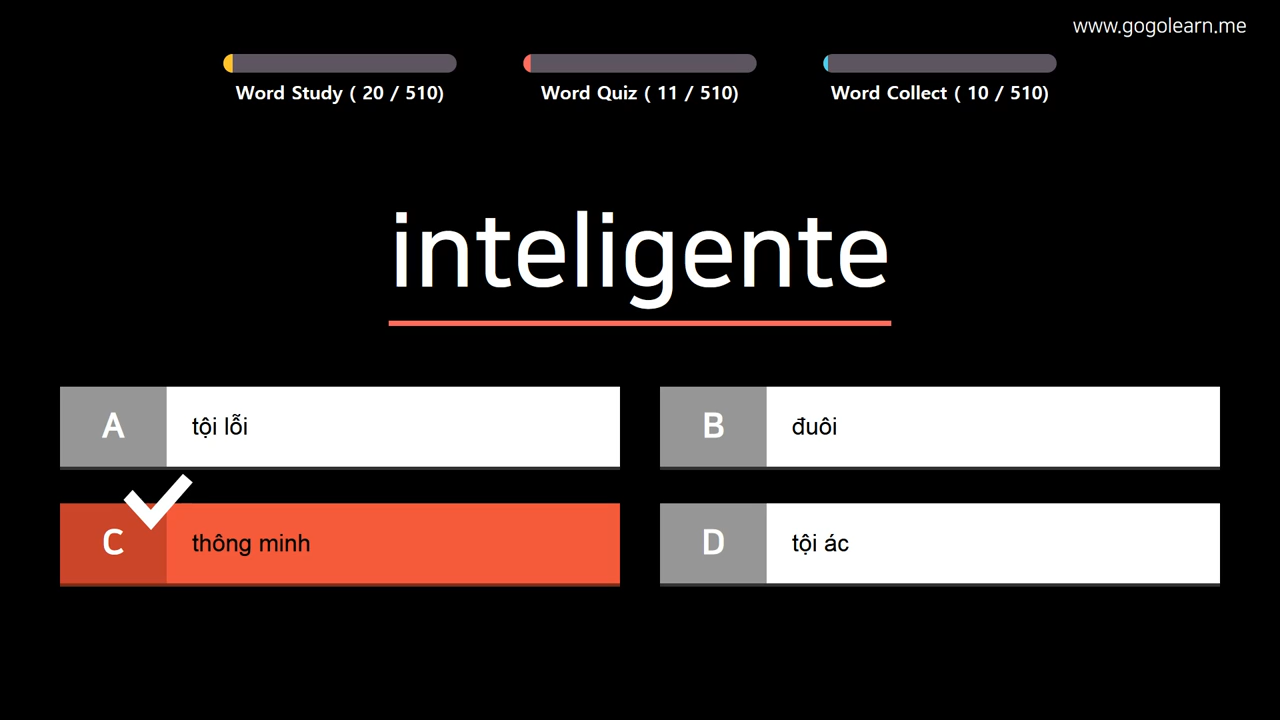 www.gogolearn.me
Word Study ( 20 / 510)
Word Quiz ( 11 / 510)
Word Collect ( 10 / 510)
inteligente
A
tội lỗi
B
đuôi
C
thông minh
D
tội ác